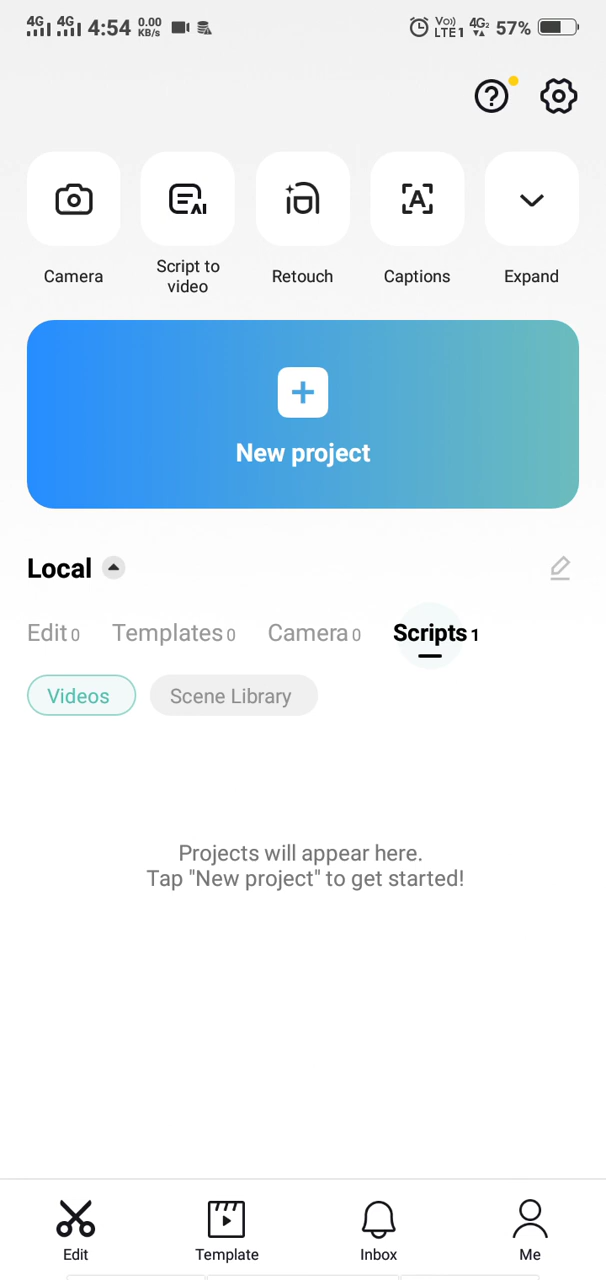 4G 4G 4:54 0.00 KB/s Vo) LTE1 4G2 57%
Camera
Script to
video
Retouch
Captions
Expand
New project
Local
Edit 0 Templates 0 Camera 0 Scripts 1
Videos Scene Library
Projects will appear here.
Tap "New project" to get started!
Edit Template Inbox Me